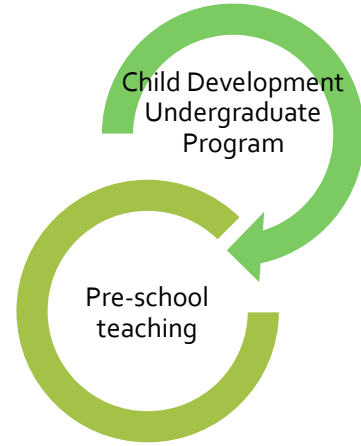 Child Development
Undergraduate
Program
Pre-school
teaching